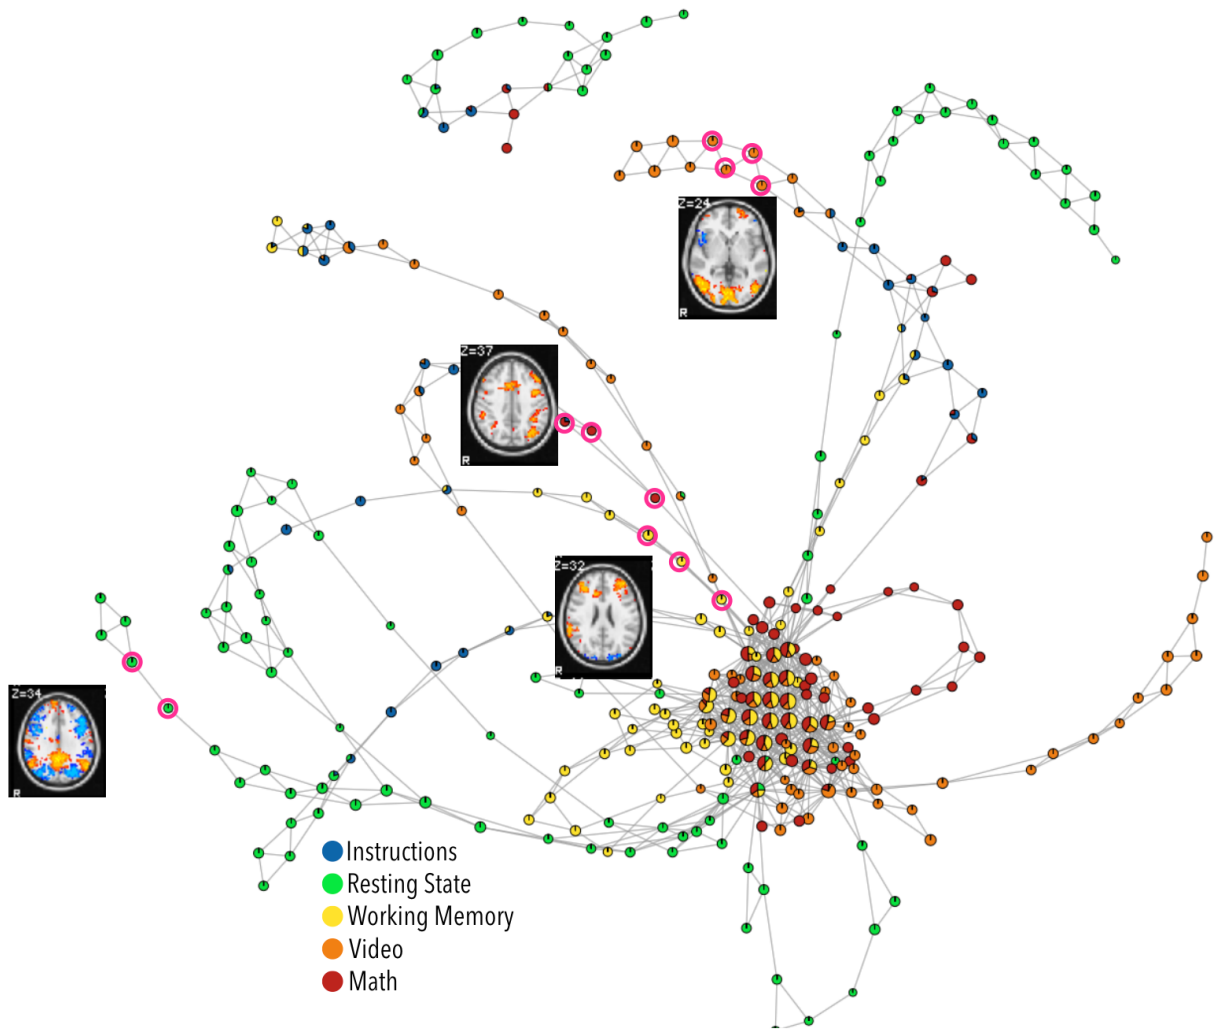 Z=24
R
Z=37
R
Z=32
R
Z=34
R
Instructions
Resting State
Working Memory
Video
Math